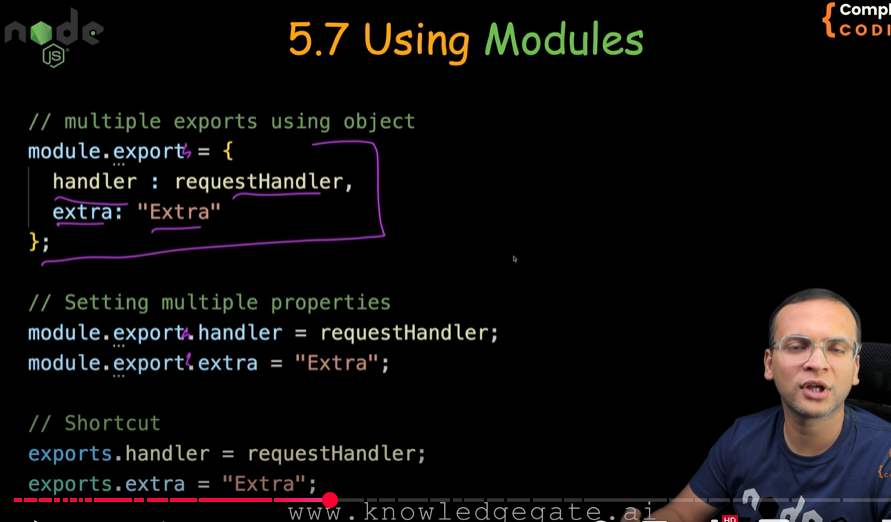 node
JS
5.7 Using Modules
Compl
CODI
// multiple exports using object
module.exports = {
handler : requestHandler,
extra: "Extra"
};
// Setting multiple properties
module.exports.handler = requestHandler;
module.exports.extra = "Extra";
// Shortcut
exports.handler = requestHandler;
exports.extra = "Extra";
www.knowledgegate.ai
HD